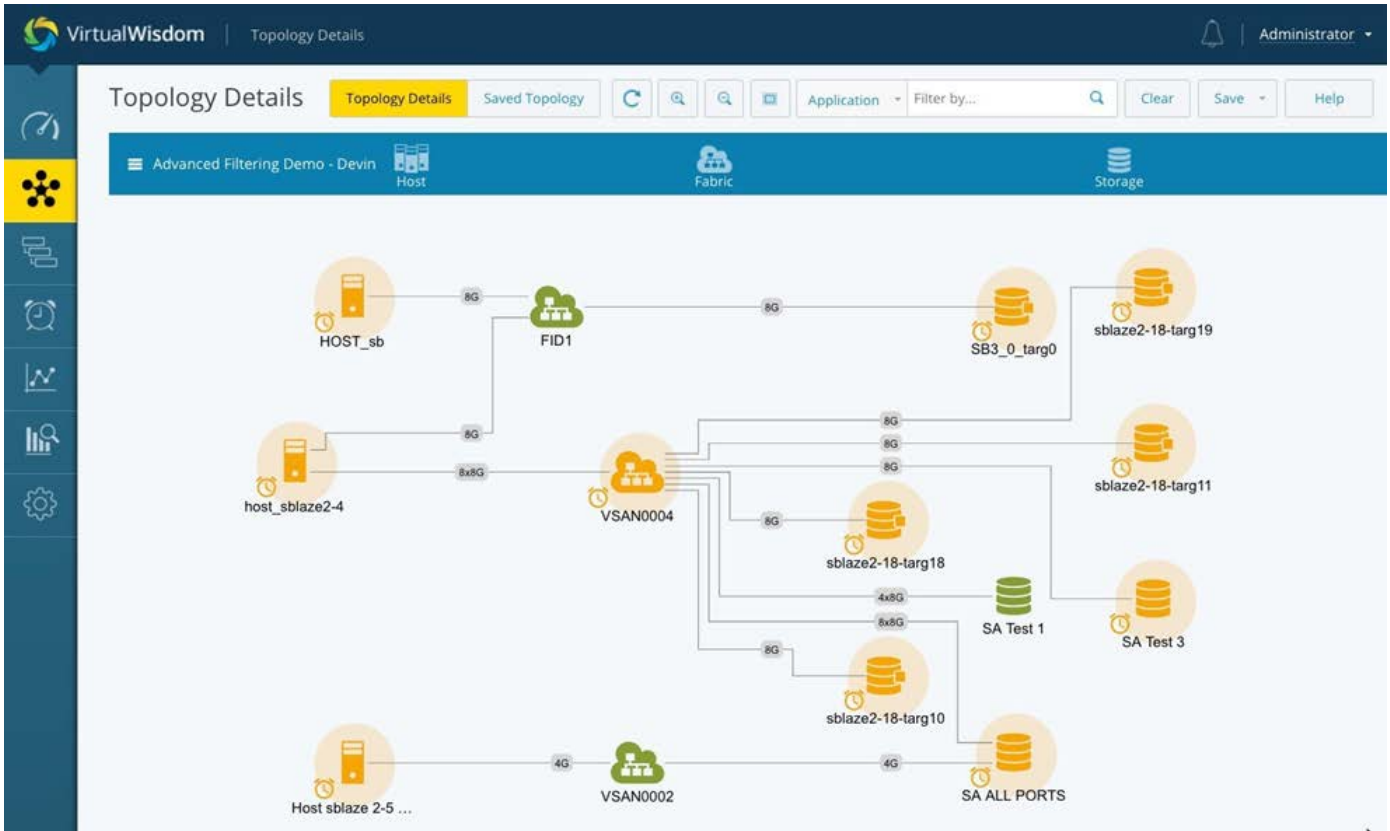 VirtualWisdom | Topology Details
Administrator
Topology Details
Topology Details
Saved Topology
Application
Filter by...
Clear
Save
Help
Advanced Filtering Demo - Devin
Host
Fabric
Storage
8G
8G
HOST_sb
FID1
SB3_0_targ0
sblaze2-18-targ19
8G
8G
8G
8G
8x8G
host_sblaze2-4
VSAN0004
sblaze2-18-targ11
8G
sblaze2-18-targ18
4x8G
8x8G
SA Test 1
SA Test 3
8G
sblaze2-18-targ10
4G
4G
Host sblaze 2-5 ...
VSAN0002
SA ALL PORTS